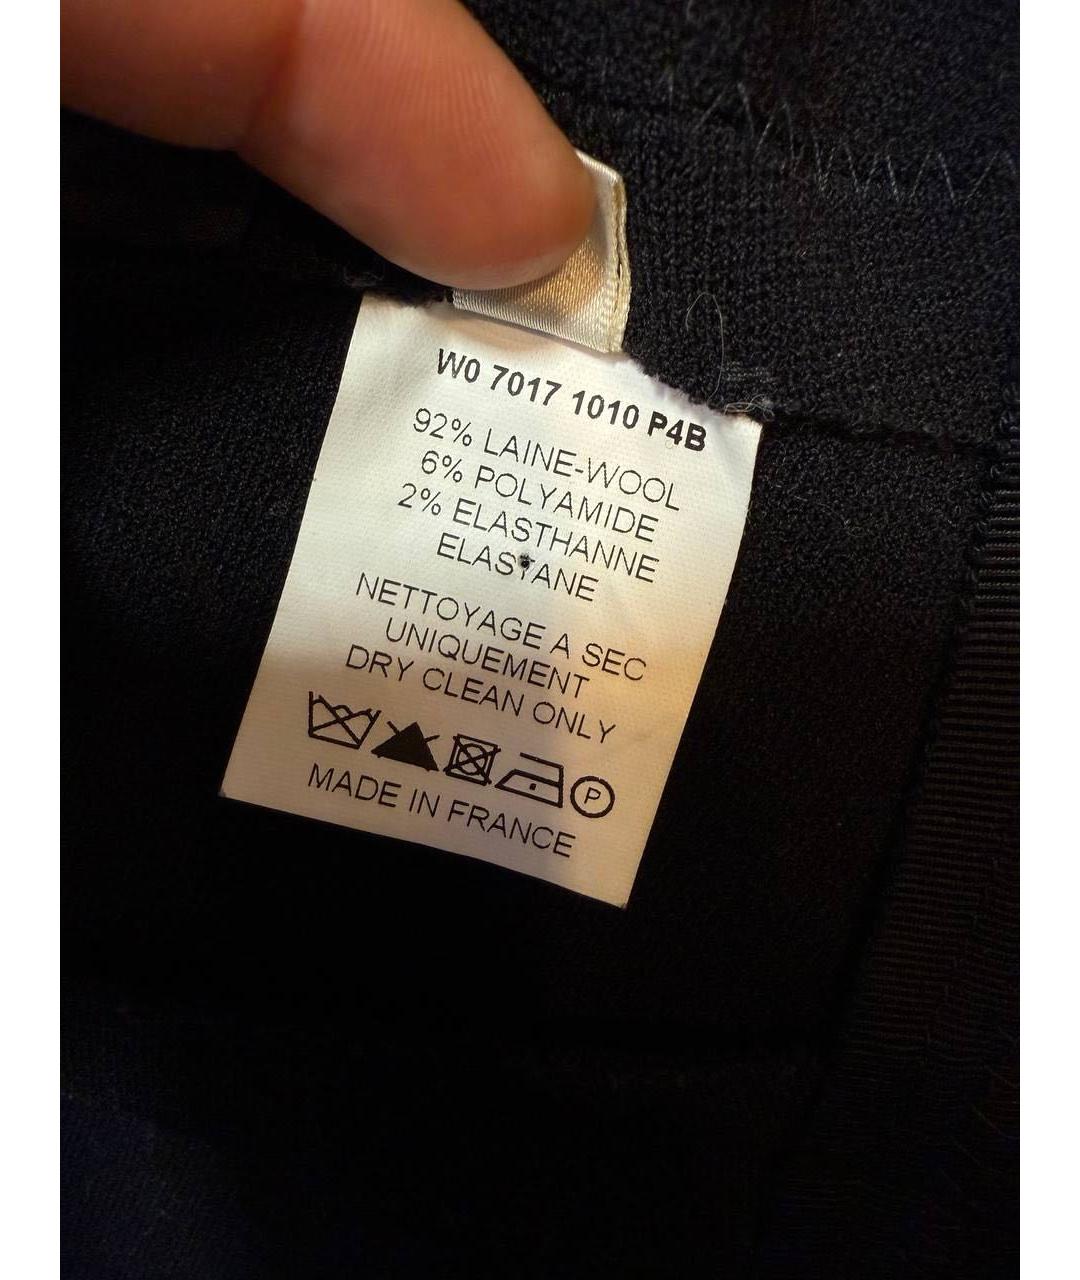 W0 7017 1010 P4B
92% LAINE-WOOL
6% POLYAMIDE
2% ELASTHANNE
ELASTANE
NETTOYAGE A SEC
UNIQUEMENT
DRY CLEAN ONLY
P
MADE IN FRANCE